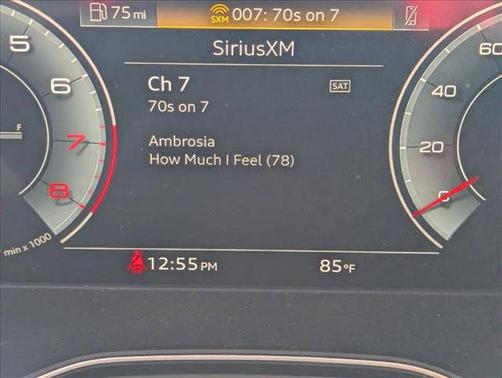 75 mi
SXM 007: 70s on 7
SiriusXM
Ch 7
SAT
70s on 7
Ambrosia
How Much I Feel (78)
12:55 PM
85°F
5
6
7
8
F
min x 1000
60
40
20
0